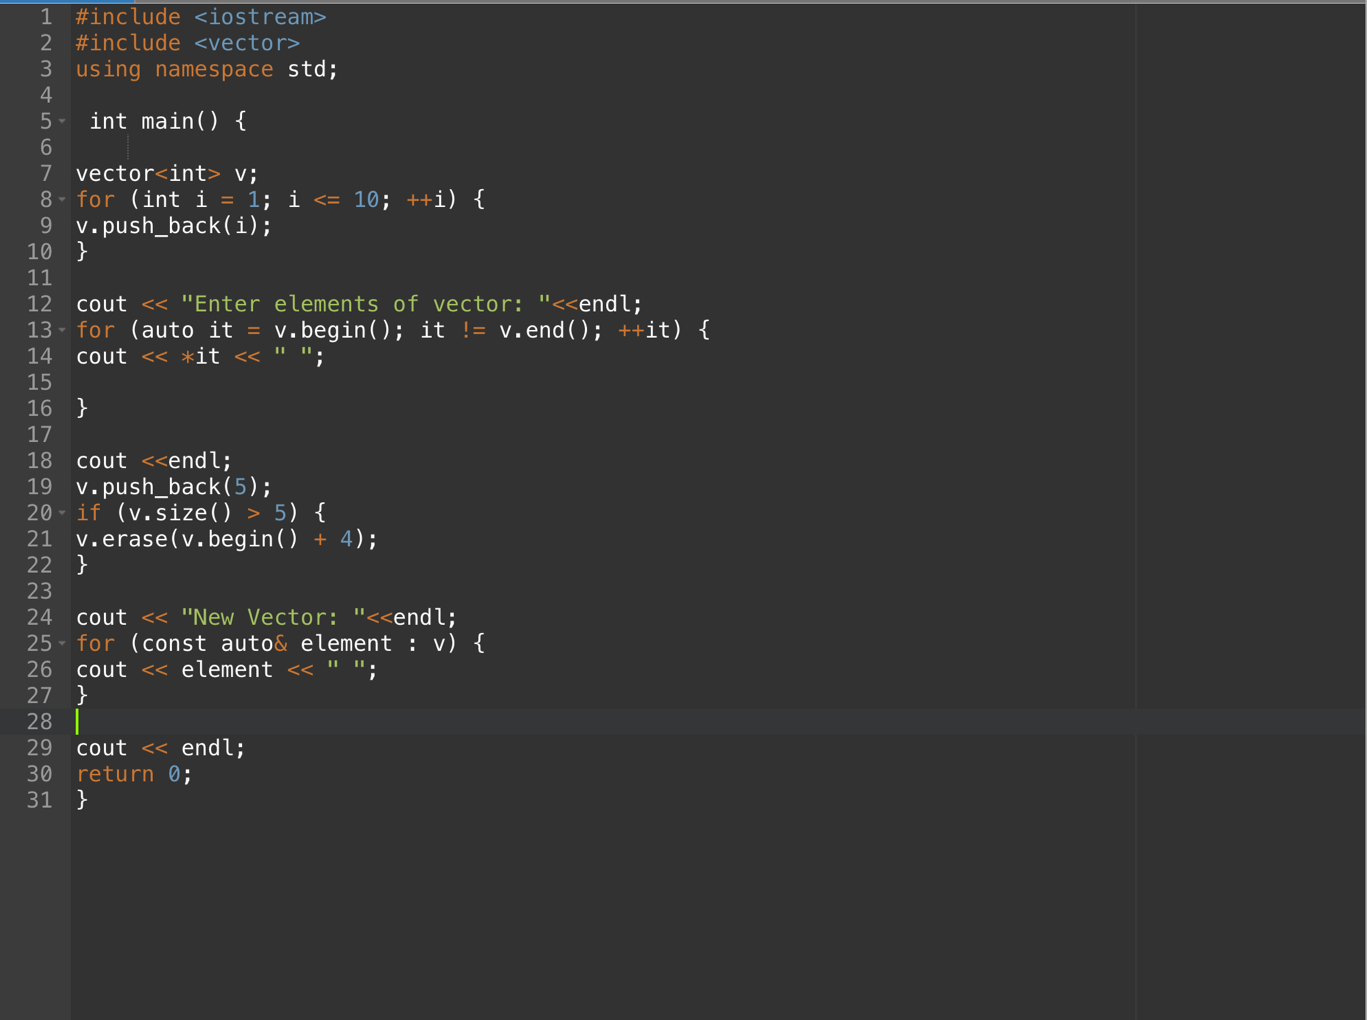 1 #include <iostream>
2 #include <vector>
3 using namespace std;
4
5 int main() {
6
7 vector<int> v;
8 for (int i = 1; i <= 10; ++i) {
9 v.push_back(i);
10 }
11
12 cout << "Enter elements of vector: "<<endl;
13 for (auto it = v.begin(); it != v.end(); ++it) {
14 cout << *it << " ";
15
16 }
17
18 cout <<endl;
19 v.push_back(5);
20 if (v.size() > 5) {
21 v.erase(v.begin() + 4);
22 }
23
24 cout << "New Vector: "<<endl;
25 for (const auto& element : v) {
26 cout << element << " ";
27 }
28
29 cout << endl;
30 return 0;
31 }